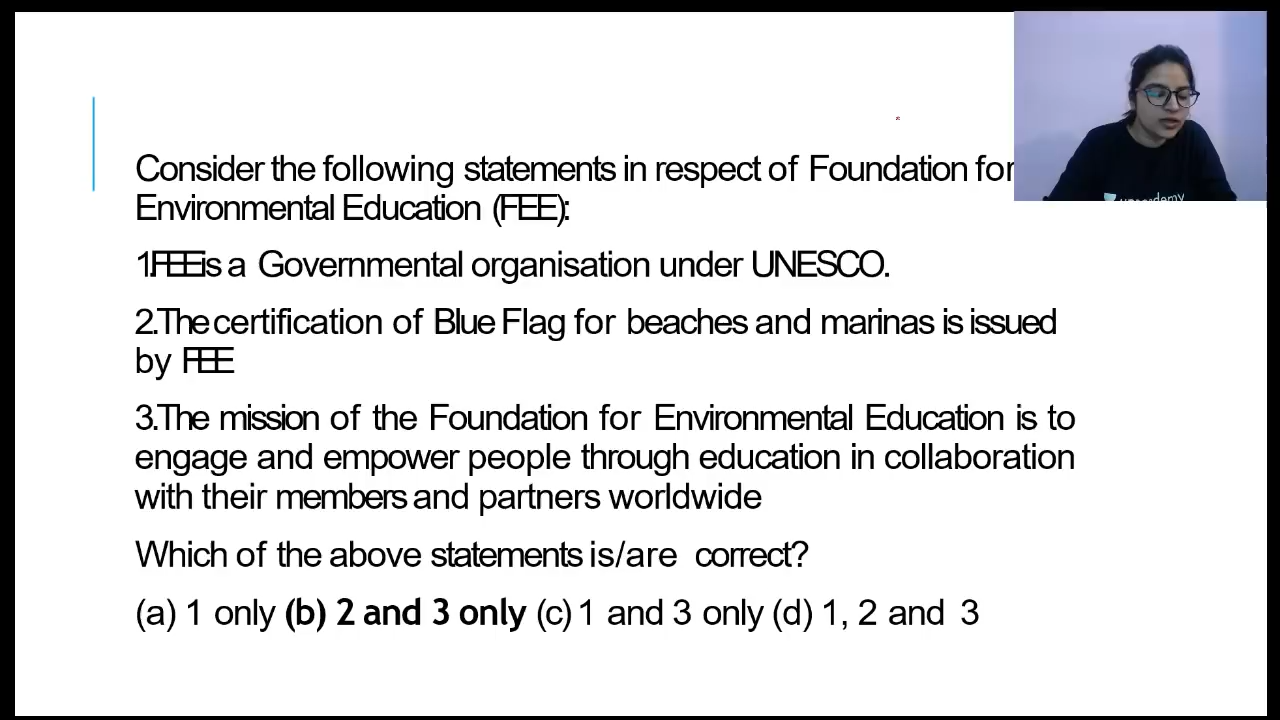 Consider the following statements in respect of Foundation for
Environmental Education (FEE):
1.FEE is a Governmental organisation under UNESCO.
2.The certification of Blue Flag for beaches and marinas is issued
by FEE
3.The mission of the Foundation for Environmental Education is to
engage and empower people through education in collaboration
with their members and partners worldwide
Which of the above statements is/are correct?
(a) 1 only (b) 2 and 3 only (c) 1 and 3 only (d) 1, 2 and 3